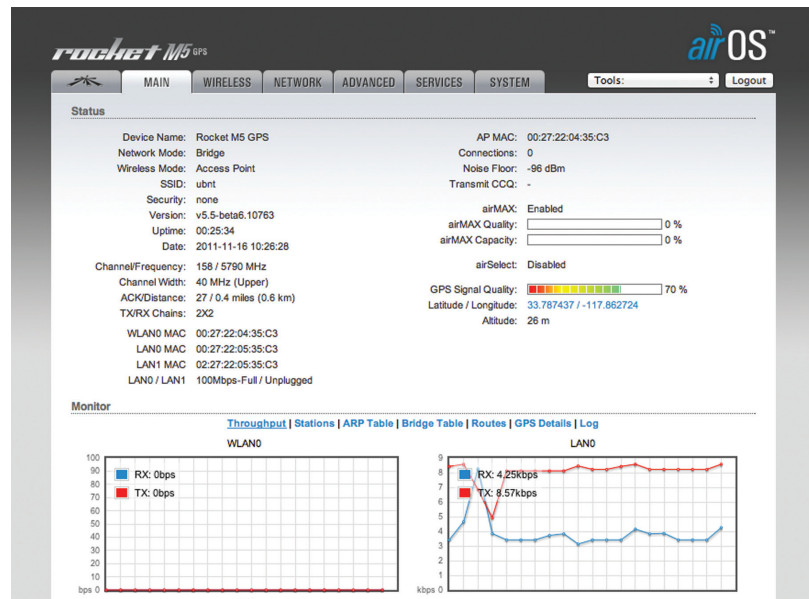 rocket M5 GPS
airOS™
MAIN WIRELESS NETWORK ADVANCED SERVICES SYSTEM Tools: Logout
Status
Device Name: Rocket M5 GPS
Network Mode: Bridge
Wireless Mode: Access Point
SSID: ubnt
Security: none
Version: v5.5-beta6.10763
Uptime: 00:25:34
Date: 2011-11-16 10:26:28
Channel/Frequency: 158 / 5790 MHz
Channel Width: 40 MHz (Upper)
ACK/Distance: 27 / 0.4 miles (0.6 km)
TX/RX Chains: 2X2
WLAN0 MAC 00:27:22:04:35:C3
LAN0 MAC 00:27:22:05:35:C3
LAN1 MAC 02:27:22:05:35:C3
LAN0 / LAN1 100Mbps-Full / Unplugged
AP MAC: 00:27:22:04:35:C3
Connections: 0
Noise Floor: -96 dBm
Transmit CCQ: -
airMAX: Enabled
airMAX Quality: 0 %
airMAX Capacity: 0 %
airSelect: Disabled
GPS Signal Quality: 70 %
Latitude / Longitude: 33.787437 / -117.862724
Altitude: 26 m
Monitor
Throughput | Stations | ARP Table | Bridge Table | Routes | GPS Details | Log
WLAN0
100
90
80
70
60
50
40
30
20
10
bps 0
RX: 0bps
TX: 0bps
LAN0
9
8
7
6
5
4
3
2
1
kbps 0
RX: 4.25kbps
TX: 8.57kbps